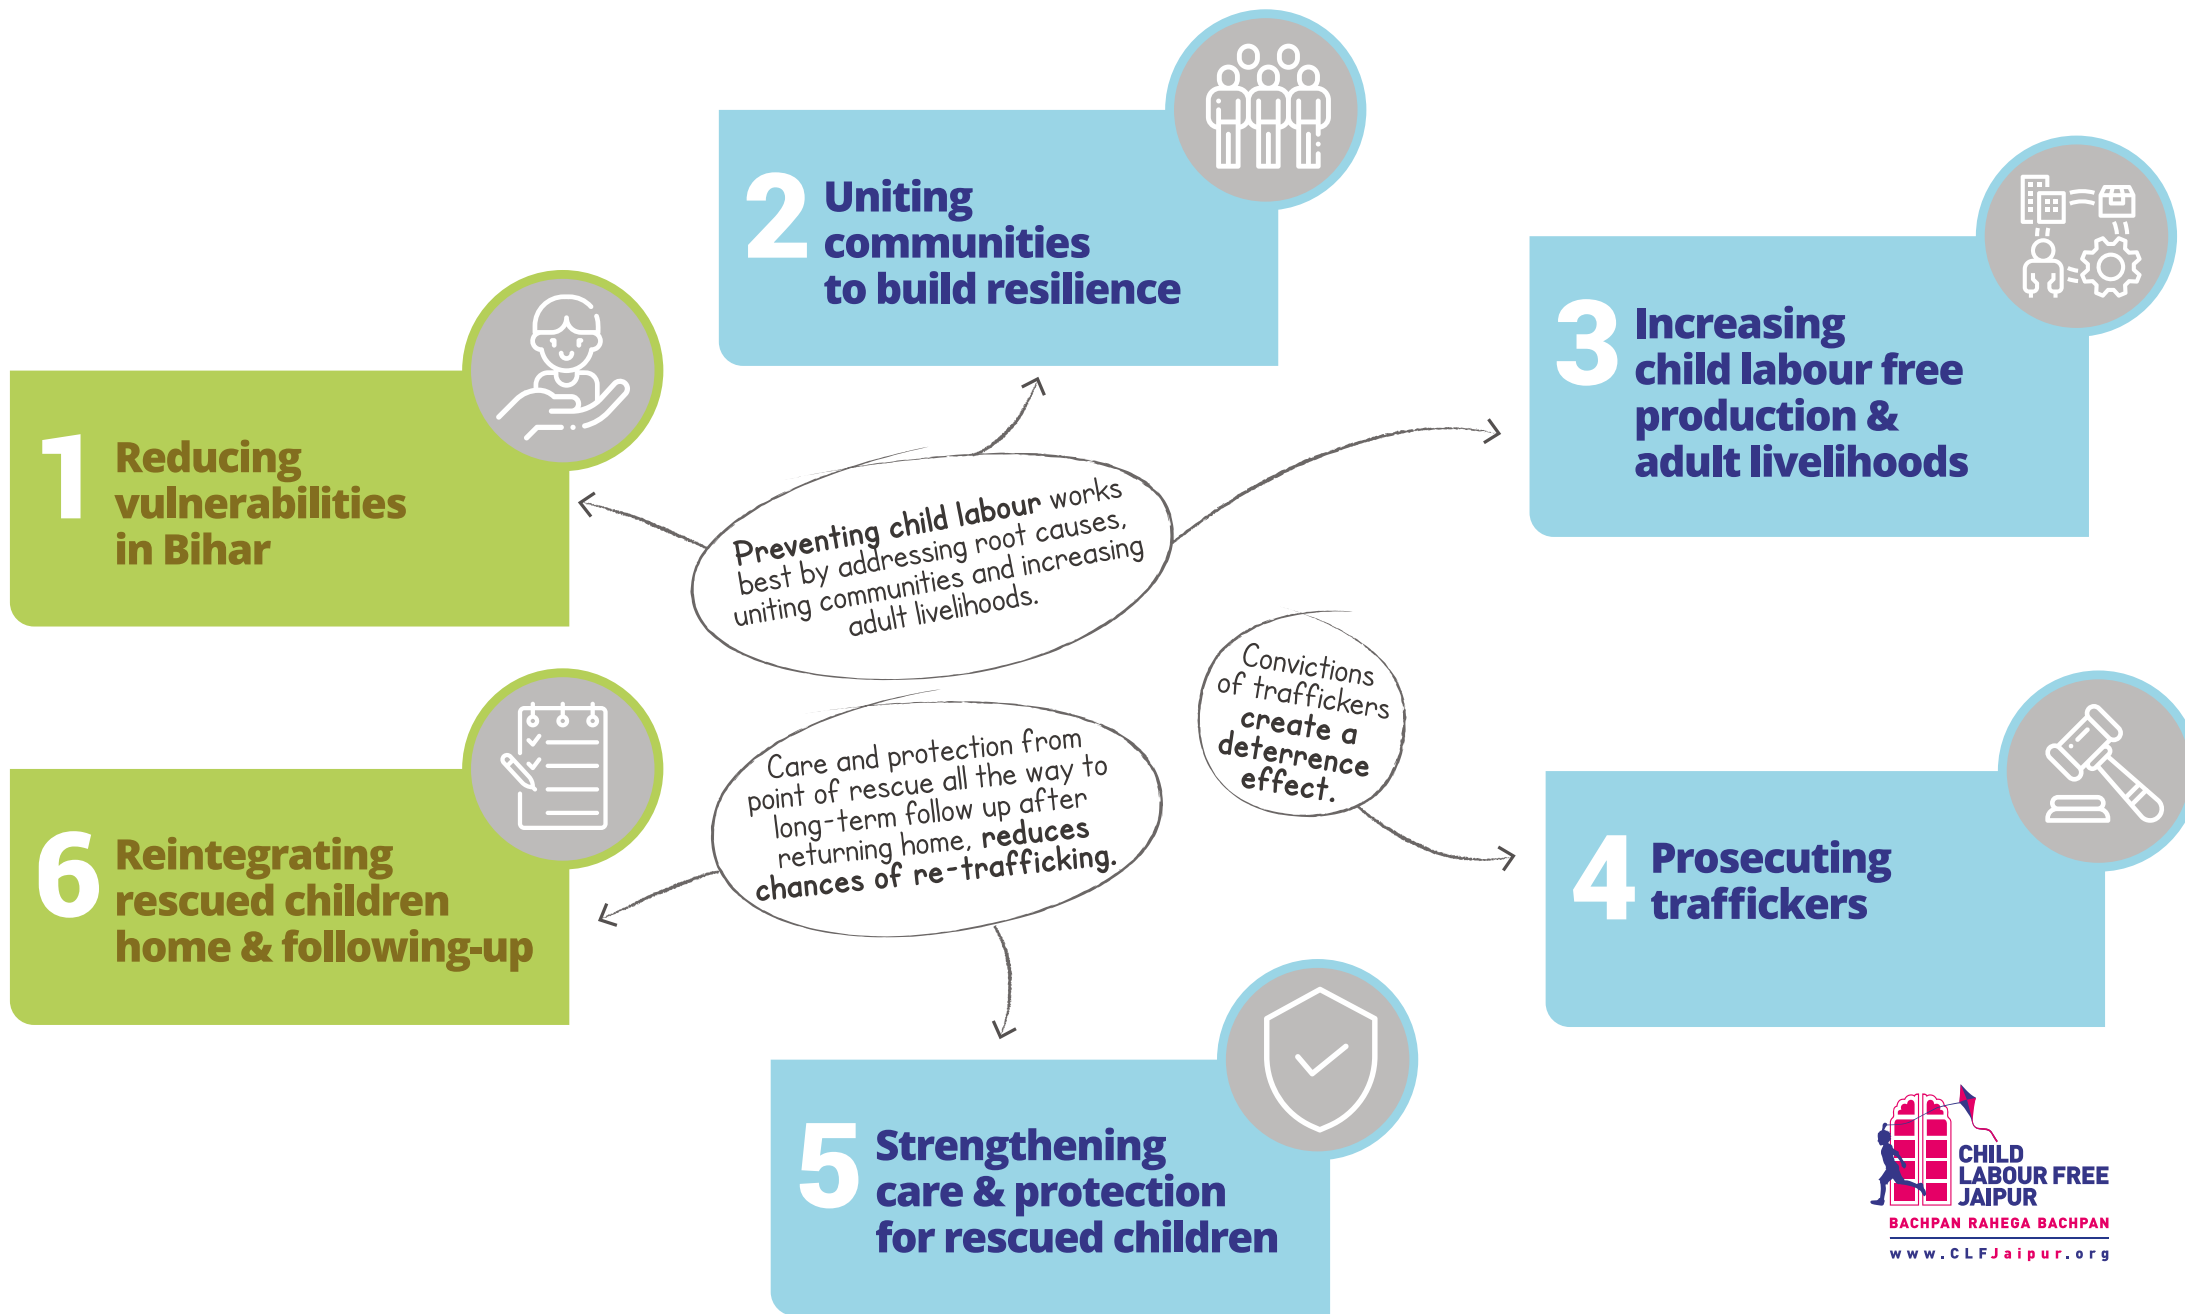 1
Reducing
vulnerabilities
in Bihar
2
Uniting
communities
to build resilience
3
Increasing
child labour free
production &
adult livelihoods
Preventing child labour works
best by addressing root causes,
uniting communities and increasing
adult livelihoods.
Convictions
of traffickers
create a
deterrence
effect.
4
Prosecuting
traffickers
Care and protection from
point of rescue all the way to
long-term follow up after
returning home, reduces
chances of re-trafficking.
5
Strengthening
care & protection
for rescued children
6
Reintegrating
rescued children
home & following-up
CHILD
LABOUR FREE
JAIPUR
BACHPAN RAHEGA BACHPAN
www.CLFJaipur.org